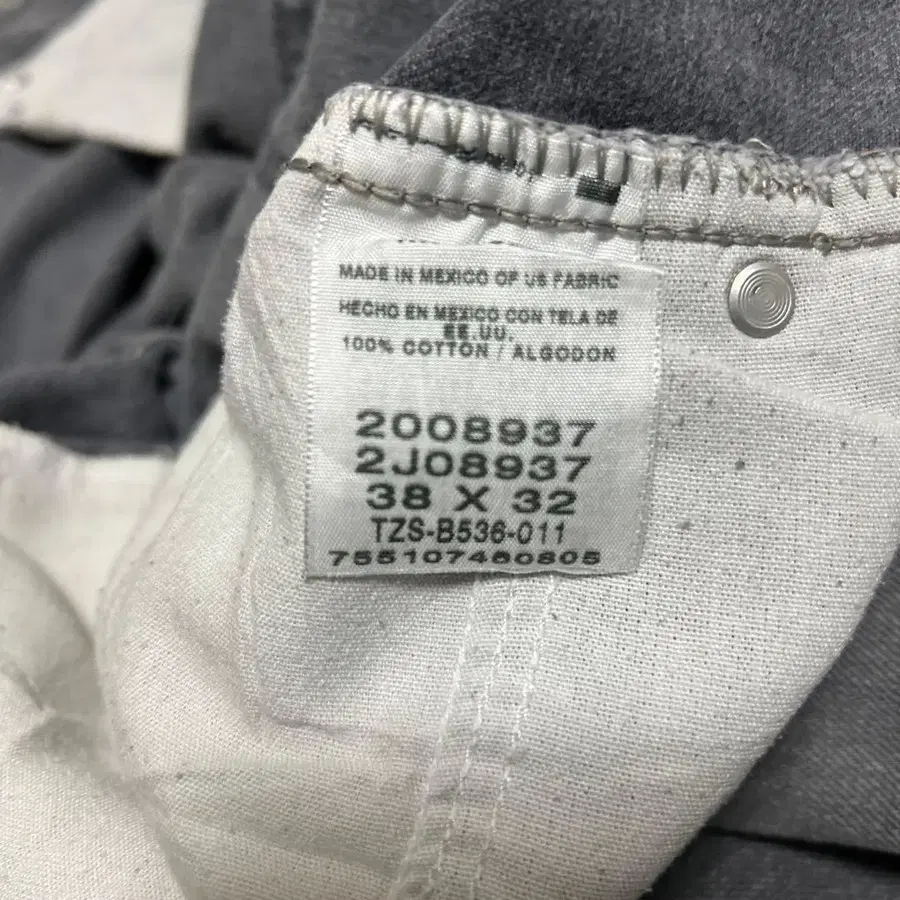 MADE IN MEXICO OF US FABRIC
HECHO EN MEXICO CON TELA DE
EE.UU.
100% COTTON / ALGODON
2008937
2J08937
38 X 32
TZS-B536-011
755107460805